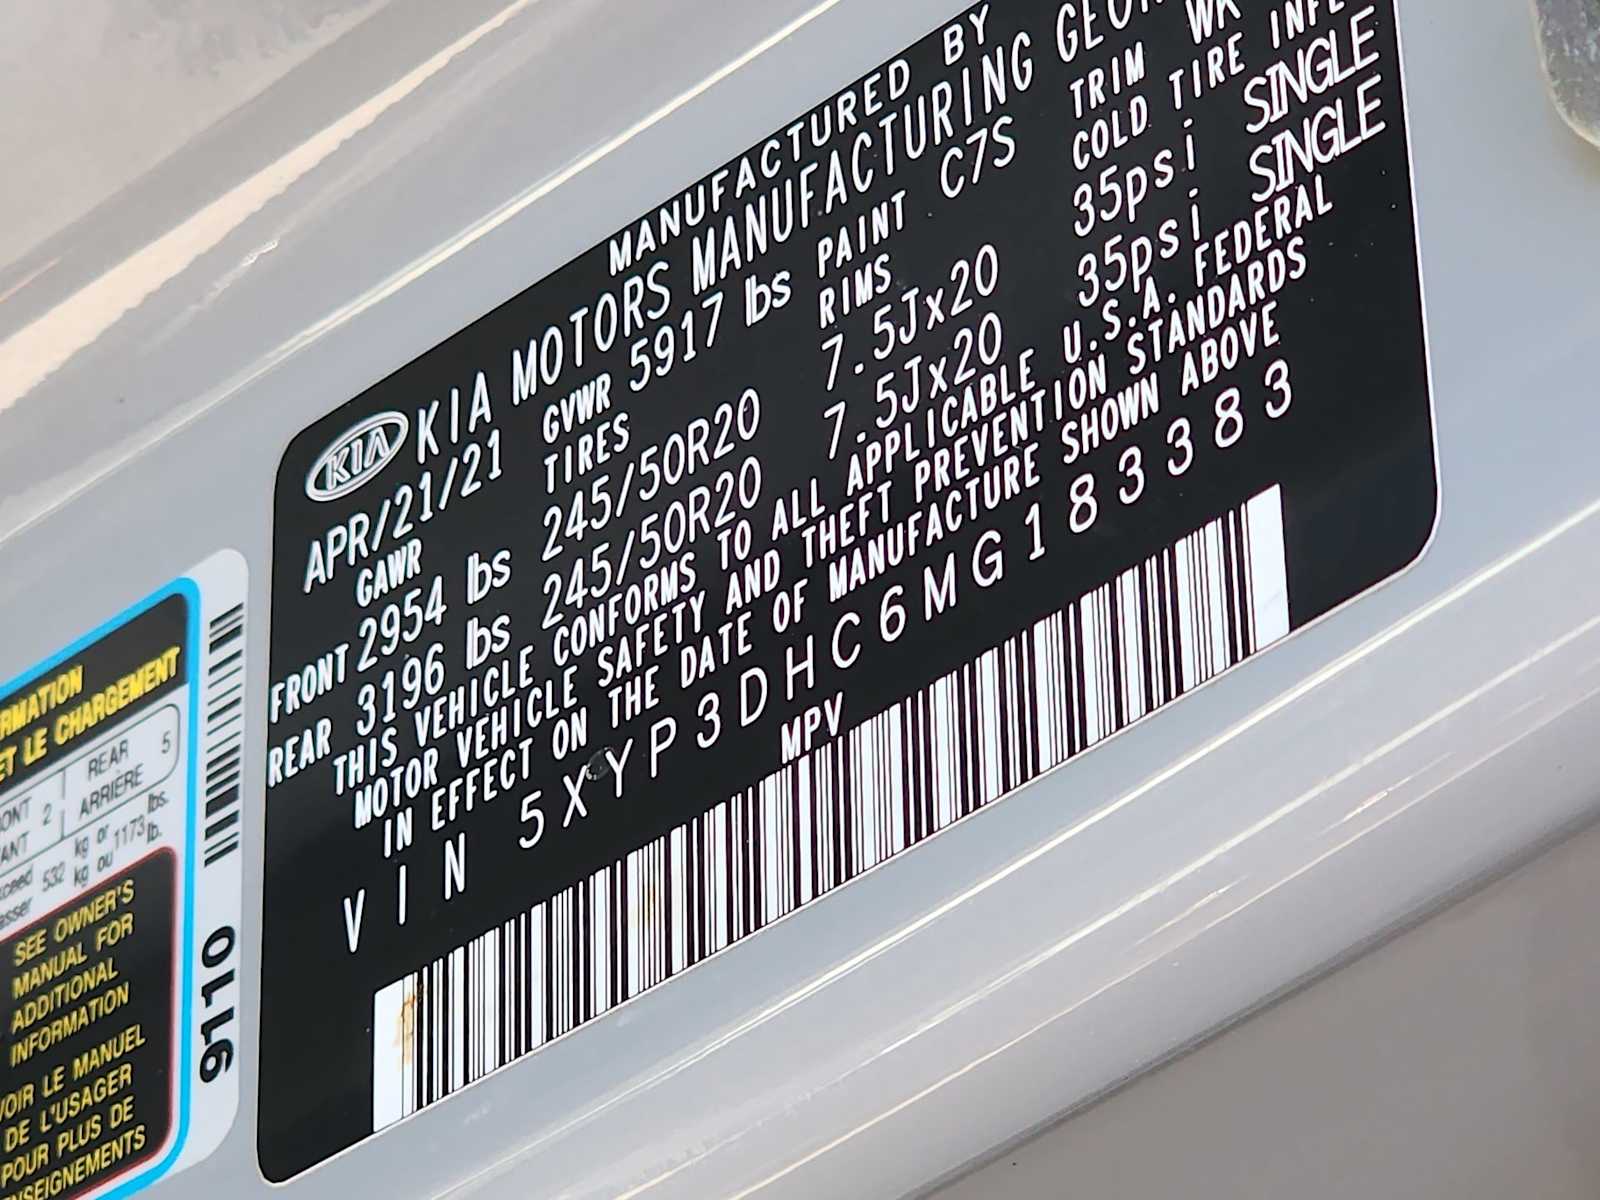 MANUFACTURED BY
KIA KIA MOTORS MANUFACTURING
APR/21/21 GVWR 5917 lbs PAINT C7S TRIM WK
GAWR TIRES RIMS COLD TIRE
FRONT 2954 lbs 245/50R20 7.5Jx20 35psi SINGLE
REAR 3196 lbs 245/50R20 7.5Jx20 35psi SINGLE
THIS VEHICLE CONFORMS TO ALL APPLICABLE U.S.A. FEDERAL
MOTOR VEHICLE SAFETY AND THEFT PREVENTION STANDARDS
IN EFFECT ON THE DATE OF MANUFACTURE SHOWN ABOVE
VIN 5XYP3DHC6MG183383
MPV
ET LE CHARGEMENT
2 REAR 5
ARRIÈRE
532 kg or 1173 lbs.
kg ou lb.
SEE OWNER'S
MANUAL FOR
ADDITIONAL
INFORMATION
VOIR LE MANUEL
DE L'USAGER
POUR PLUS DE
9110